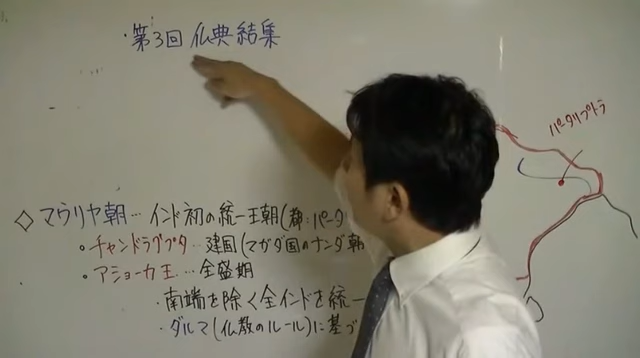 ・第3回 仏典結集
パータリプトラ
◇マウリヤ朝…インド初の統一王朝(都:パータ
・チャンドラグプタ…建国(マガダ国のナンダ朝
・アショーカ王…全盛期
・南端を除く全インドを統一
・ダルマ(仏教のルール)に基づ